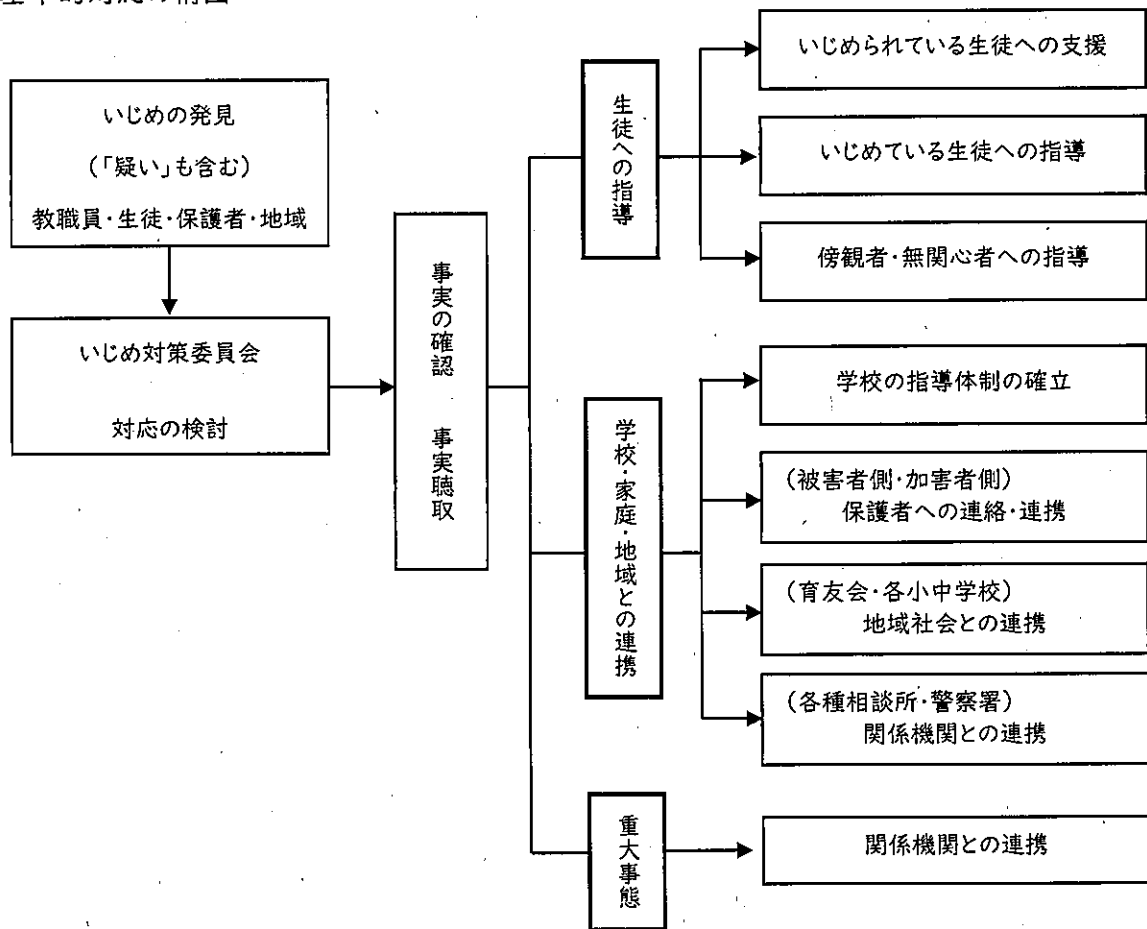 いじめの発見
(「疑い」も含む)
教職員・生徒・保護者・地域
いじめ対策委員会
対応の検討
事実の確認　事実聴取
生徒への指導
いじめられている生徒への支援
いじめている生徒への指導
傍観者・無関心者への指導
学校・家庭・地域との連携
学校の指導体制の確立
(被害者側・加害者側)
保護者への連絡・連携
(育友会・各小中学校)
地域社会との連携
(各種相談所・警察署)
関係機関との連携
重大事態
関係機関との連携